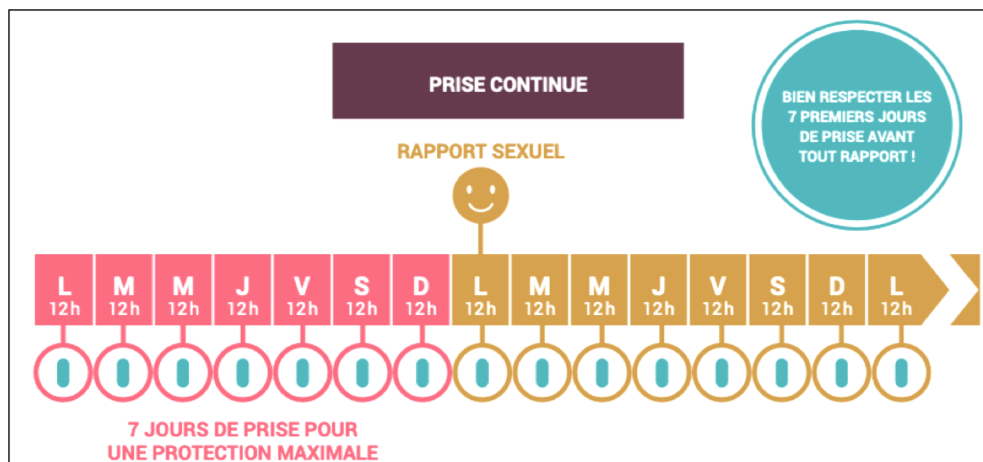 PRISE CONTINUE
BIEN RESPECTER LES
7 PREMIERS JOURS
DE PRISE AVANT
TOUT RAPPORT !
RAPPORT SEXUEL
L M M J V S D L M M J V S D L
12h 12h 12h 12h 12h 12h 12h 12h 12h 12h 12h 12h 12h 12h 12h
7 JOURS DE PRISE POUR
UNE PROTECTION MAXIMALE